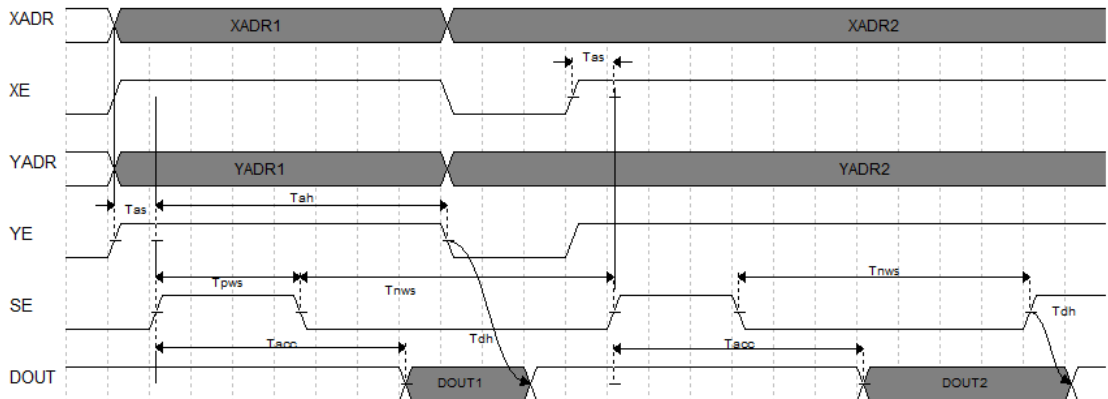 XADR XADR1 XADR2
Tas
XE
YADR YADR1 YADR2
Tas Tah
YE
Tpws Tnws Tnws
SE
Tdh Tdh
Tacc Tacc
DOUT DOUT1 DOUT2